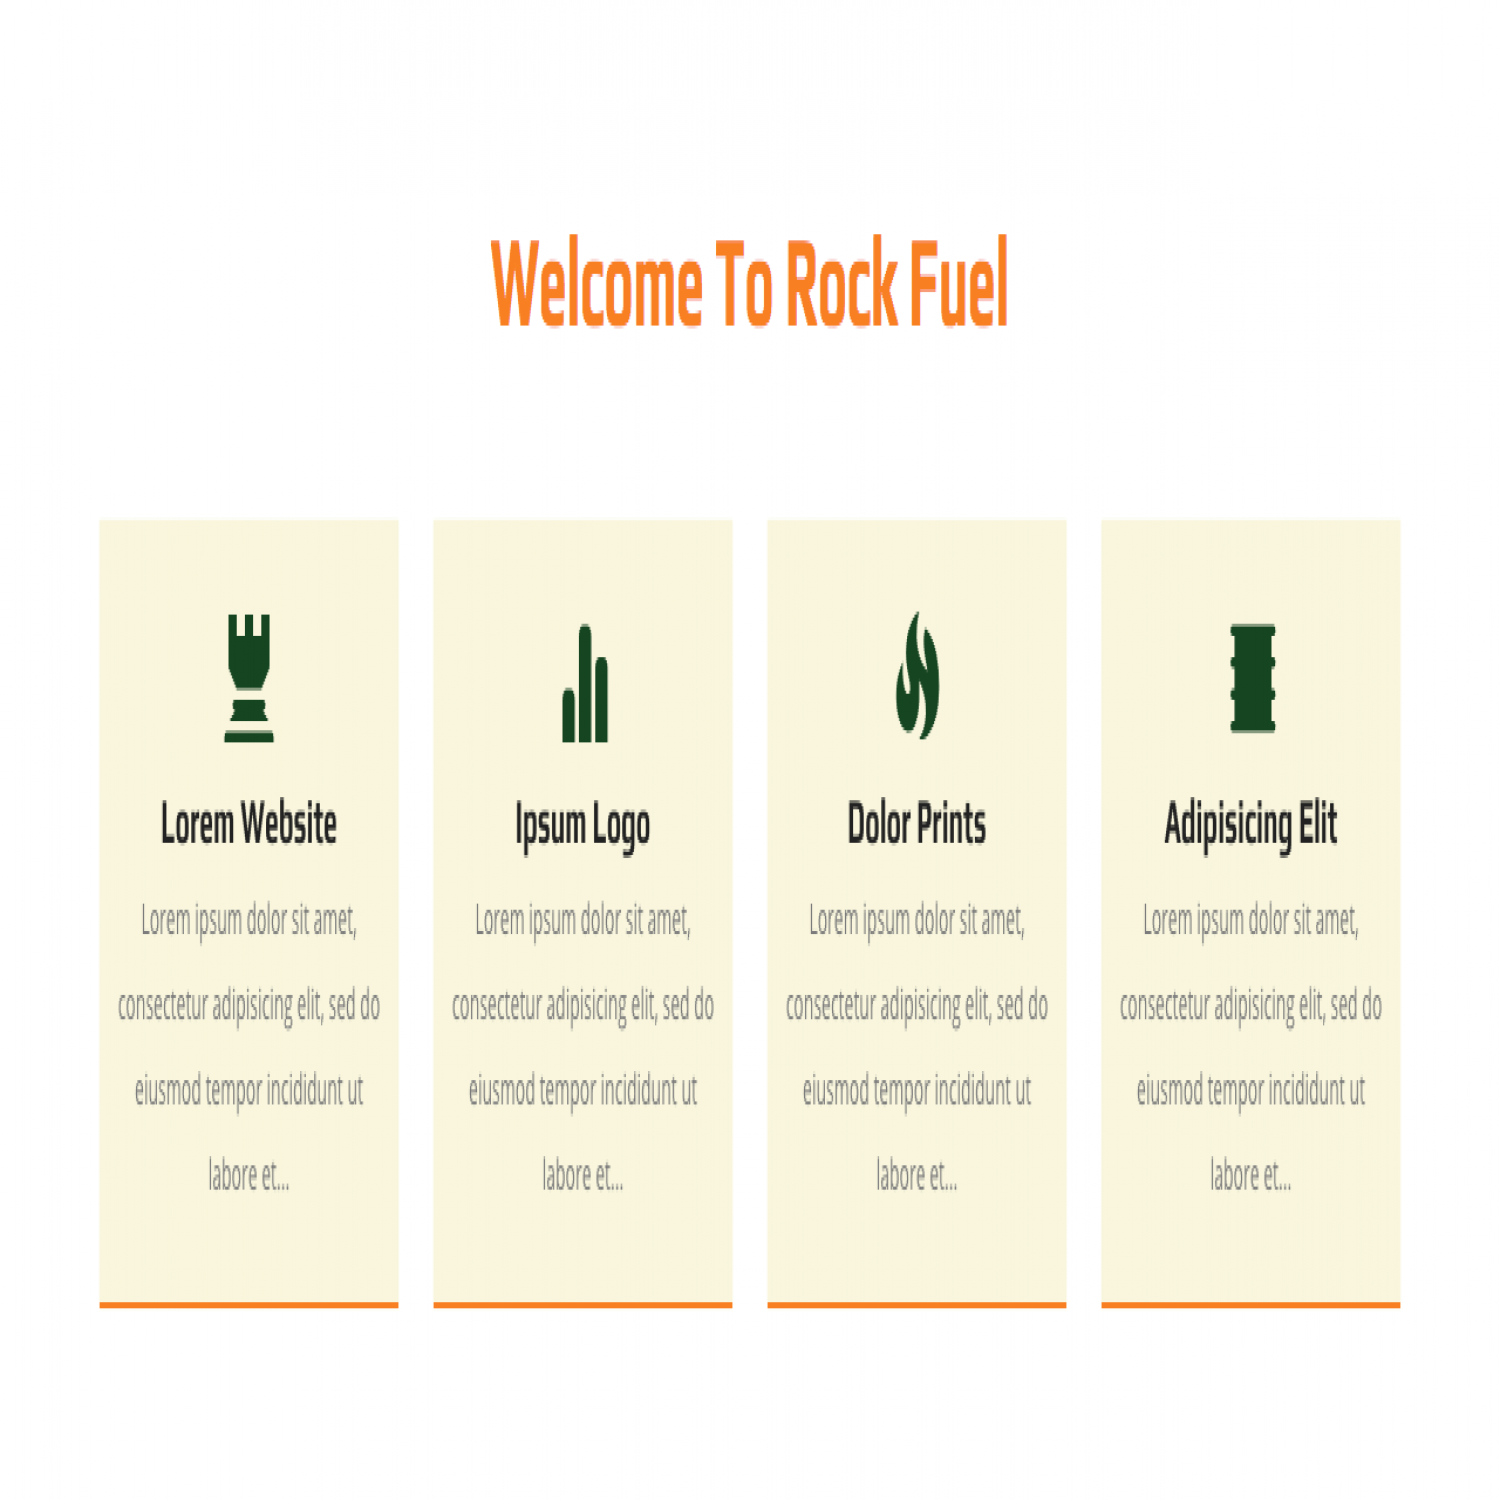 Welcome To Rock Fuel
Lorem Website
Lorem ipsum dolor sit amet,
consectetur adipisicing elit, sed do
eiusmod tempor incididunt ut
labore et...
Ipsum Logo
Lorem ipsum dolor sit amet,
consectetur adipisicing elit, sed do
eiusmod tempor incididunt ut
labore et...
Dolor Prints
Lorem ipsum dolor sit amet,
consectetur adipisicing elit, sed do
eiusmod tempor incididunt ut
labore et...
Adipisicing Elit
Lorem ipsum dolor sit amet,
consectetur adipisicing elit, sed do
eiusmod tempor incididunt ut
labore et...